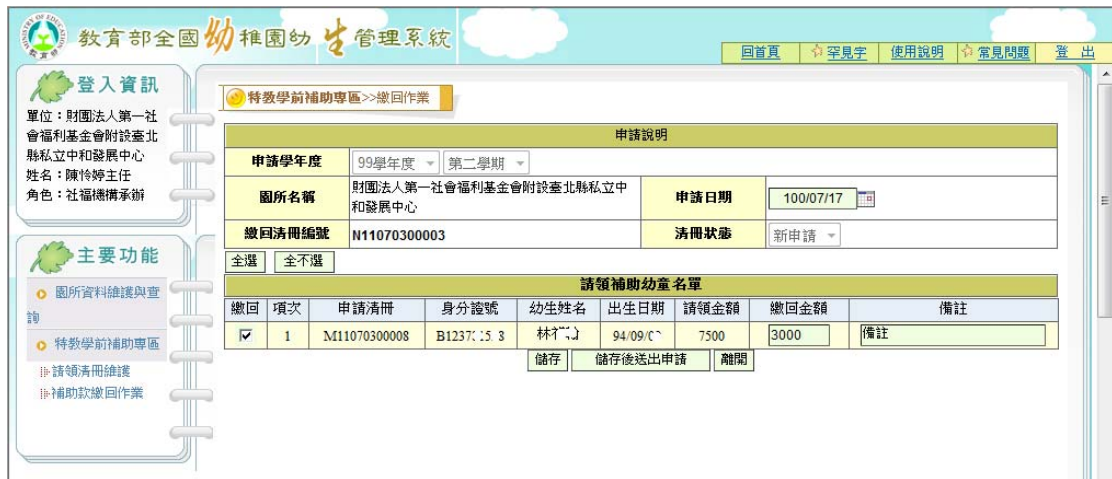 教育部全國幼稚園幼生管理系統
回首頁 罕見字 使用說明 常見問題 登 出
登入資訊
單位：財團法人第一社
會福利基金會附設臺北
縣私立中和發展中心
姓名：陳怜婷主任
角色：社福機構承辦
主要功能
園所資料維護與查
詢
特教學前補助專區
請領清冊維護
補助款繳回作業
特教學前補助專區>>繳回作業
申請說明
申請學年度 99學年度 第二學期
園所名稱 財團法人第一社會福利基金會附設臺北縣私立中
和發展中心 申請日期 100/07/17
繳回清冊編號 N11070300003 清冊狀態 新申請
全選 全不選
請領補助幼童名單
繳回 項次 申請清冊 身分證號 幼生姓名 出生日期 請領金額 繳回金額 備註
1 M11070300008 林 94/09/ 7500 3000 備註
儲存 儲存後送出申請 離開